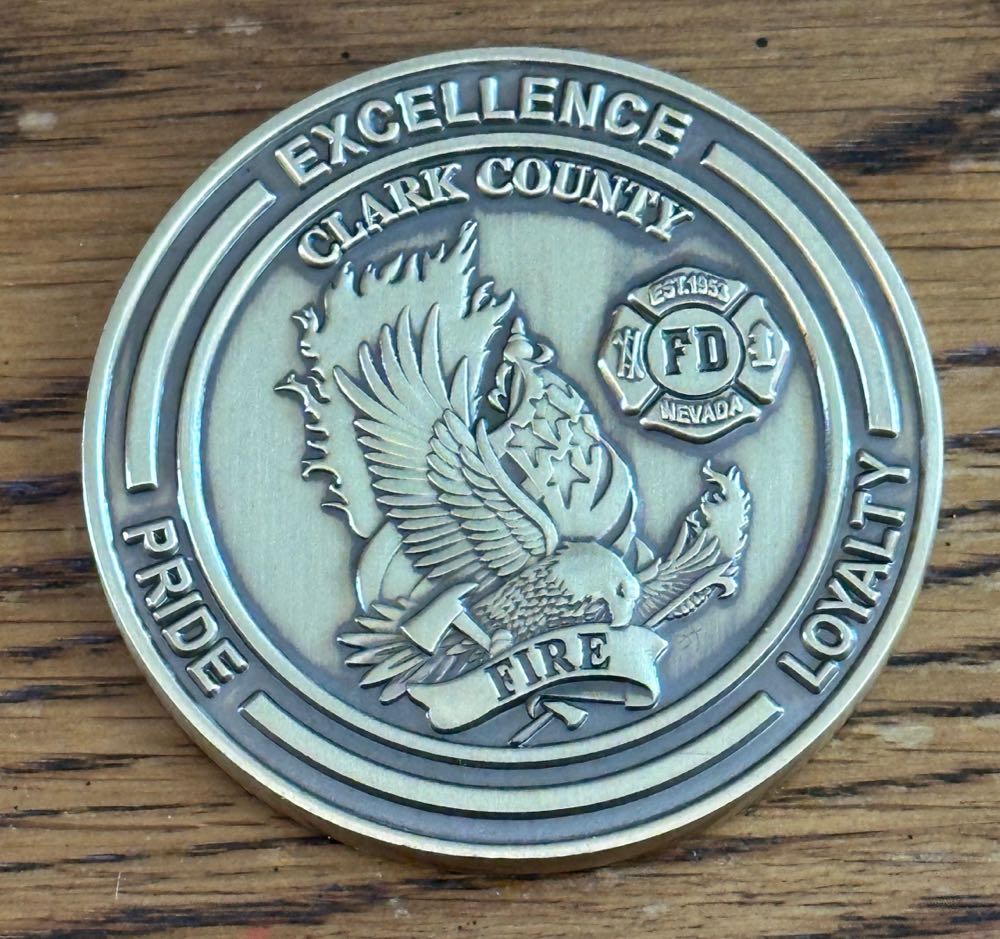 EXCELLENCE
CLARK COUNTY
EST.1953
FD
NEVADA
FIRE
PRIDE
LOYALTY